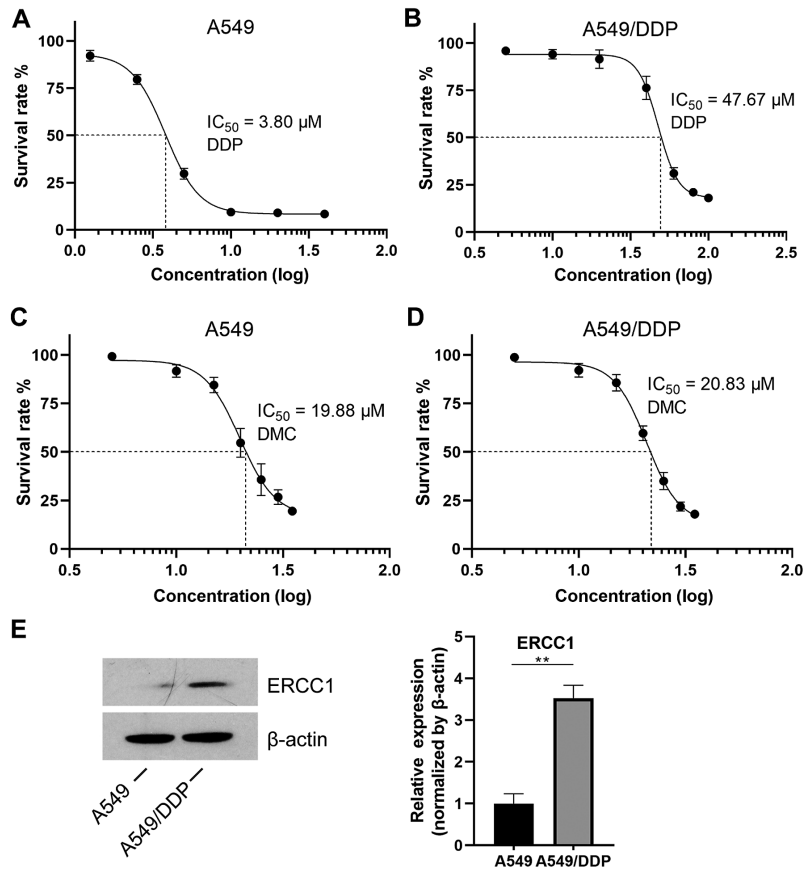 A
A549
Survival rate %
100
75
50
25
0
IC50 = 3.80 µM
DDP
0.0 0.5 1.0 1.5 2.0
Concentration (log)
B
A549/DDP
Survival rate %
100
75
50
25
0
IC50 = 47.67 µM
DDP
0.5 1.0 1.5 2.0 2.5
Concentration (log)
C
A549
Survival rate %
100
75
50
25
0
IC50 = 19.88 µM
DMC
0.5 1.0 1.5 2.0
Concentration (log)
D
A549/DDP
Survival rate %
100
75
50
25
0
IC50 = 20.83 µM
DMC
0.5 1.0 1.5 2.0
Concentration (log)
E
ERCC1
β-actin
A549
A549/DDP
ERCC1
**
Relative expression
(normalized by β-actin)
5
4
3
2
1
0
A549 A549/DDP